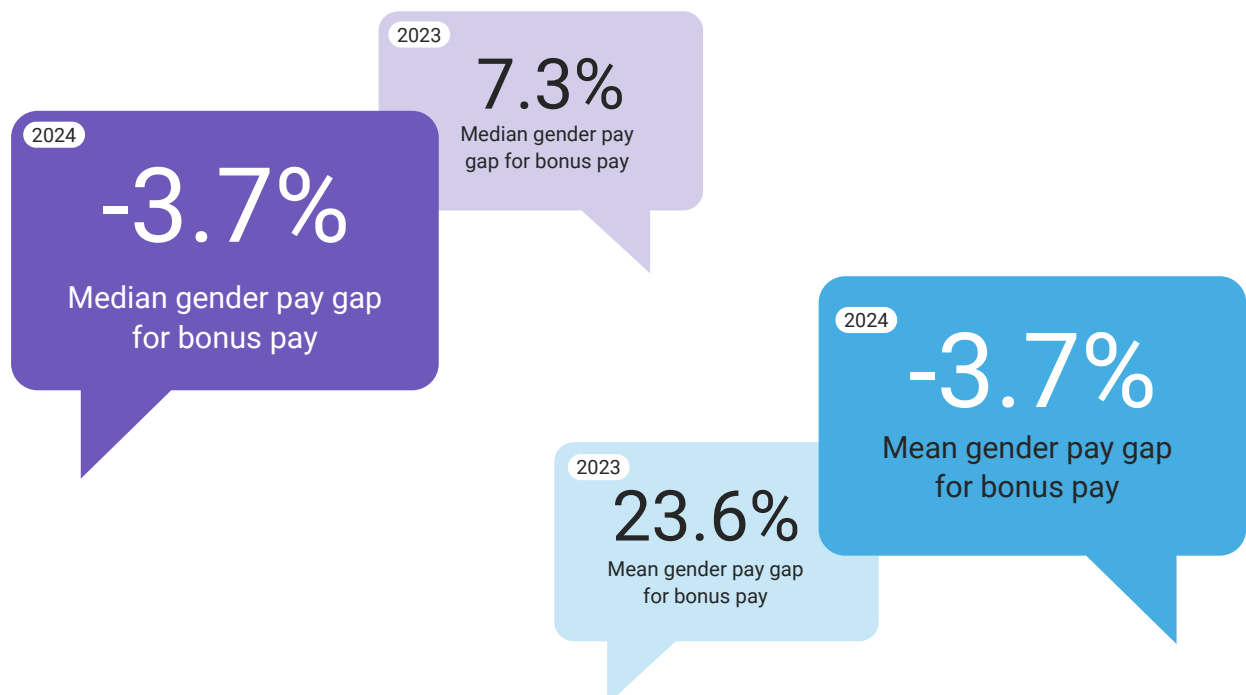 2023
7.3%
Median gender pay
gap for bonus pay
2024
-3.7%
Median gender pay gap
for bonus pay
2024
-3.7%
Mean gender pay gap
for bonus pay
2023
23.6%
Mean gender pay gap
for bonus pay